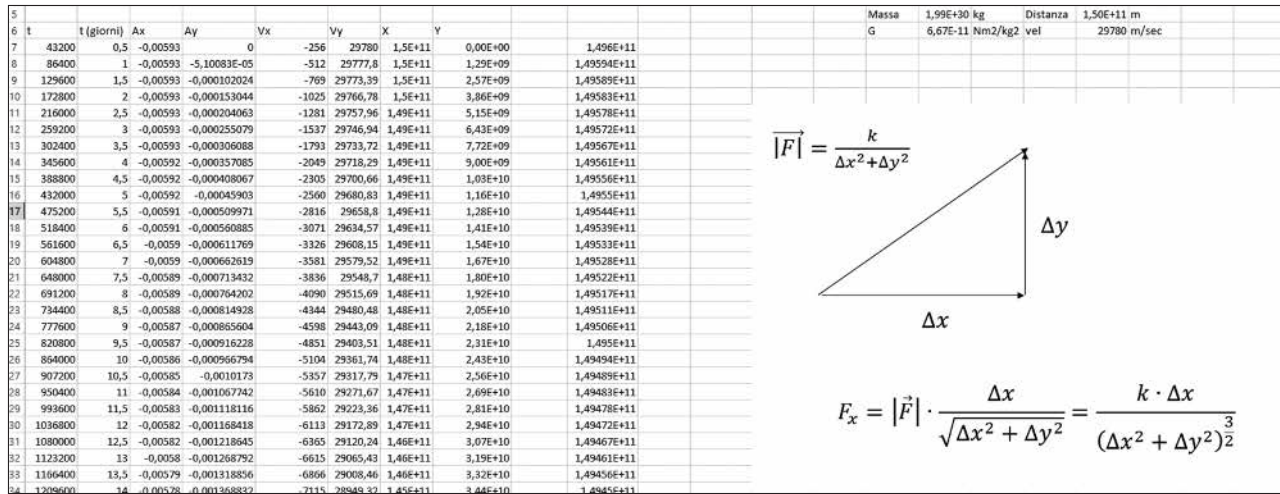 5 Massa 1,99E+30 kg Distanza 1,50E+11 m
6 t t (giorni) Ax Ay Vx Vy X Y G 6,67E-11 Nm2/kg2 vel 29780 m/sec
7 43200 0,5 -0,00593 0 -256 29780 1,5E+11 0,00E+00 1,496E+11
8 86400 1 -0,00593 -5,10083E-05 -512 29777,8 1,5E+11 1,29E+09 1,49594E+11
9 129600 1,5 -0,00593 -0,000102024 -769 29773,39 1,5E+11 2,57E+09 1,49589E+11
10 172800 2 -0,00593 -0,000153044 -1025 29766,78 1,5E+11 3,86E+09 1,49583E+11
11 216000 2,5 -0,00593 -0,000204063 -1281 29757,96 1,49E+11 5,15E+09 1,49578E+11
12 259200 3 -0,00593 -0,000255079 -1537 29746,94 1,49E+11 6,43E+09 1,49572E+11
13 302400 3,5 -0,00593 -0,000306088 -1793 29733,72 1,49E+11 7,72E+09 1,49567E+11
14 345600 4 -0,00592 -0,000357085 -2049 29718,29 1,49E+11 9,00E+09 1,49561E+11
15 388800 4,5 -0,00592 -0,000408067 -2305 29700,66 1,49E+11 1,03E+10 1,49556E+11
16 432000 5 -0,00592 -0,00045903 -2560 29680,83 1,49E+11 1,16E+10 1,4955E+11
17 475200 5,5 -0,00591 -0,000509971 -2816 29658,8 1,49E+11 1,28E+10 1,49544E+11
18 518400 6 -0,00591 -0,000560885 -3071 29634,57 1,49E+11 1,41E+10 1,49539E+11
19 561600 6,5 -0,0059 -0,000611769 -3326 29608,15 1,49E+11 1,54E+10 1,49533E+11
20 604800 7 -0,0059 -0,000662619 -3581 29579,52 1,49E+11 1,67E+10 1,49528E+11
21 648000 7,5 -0,00589 -0,000713432 -3836 29548,7 1,48E+11 1,80E+10 1,49522E+11
22 691200 8 -0,00589 -0,000764202 -4090 29515,69 1,48E+11 1,92E+10 1,49517E+11
23 734400 8,5 -0,00588 -0,000814928 -4344 29480,48 1,48E+11 2,05E+10 1,49511E+11
24 777600 9 -0,00587 -0,000865604 -4598 29443,09 1,48E+11 2,18E+10 1,49506E+11
25 820800 9,5 -0,00587 -0,000916228 -4851 29403,51 1,48E+11 2,31E+10 1,495E+11
26 864000 10 -0,00586 -0,000966794 -5104 29361,74 1,48E+11 2,43E+10 1,49494E+11
27 907200 10,5 -0,00585 -0,0010173 -5357 29317,79 1,47E+11 2,56E+10 1,49489E+11
28 950400 11 -0,00584 -0,001067742 -5610 29271,67 1,47E+11 2,69E+10 1,49483E+11
29 993600 11,5 -0,00583 -0,001118116 -5862 29223,36 1,47E+11 2,81E+10 1,49478E+11
30 1036800 12 -0,00582 -0,001168418 -6113 29172,89 1,47E+11 2,94E+10 1,49472E+11
31 1080000 12,5 -0,00582 -0,001218645 -6365 29120,24 1,46E+11 3,07E+10 1,49467E+11
32 1123200 13 -0,0058 -0,001268792 -6615 29065,43 1,46E+11 3,19E+10 1,49461E+11
33 1166400 13,5 -0,00579 -0,001318856 -6866 29008,46 1,46E+11 3,32E+10 1,49456E+11
34 1209600 14 -0,00578 -0,001368832 -7115 28949,32 1,45E+11 3,44E+10 1,4945E+11
|F⃗| = k / (Δx² + Δy²)
Δy
Δx
Fₓ = |F⃗| · Δx / √(Δx² + Δy²) = k · Δx / (Δx² + Δy²)^(3/2)